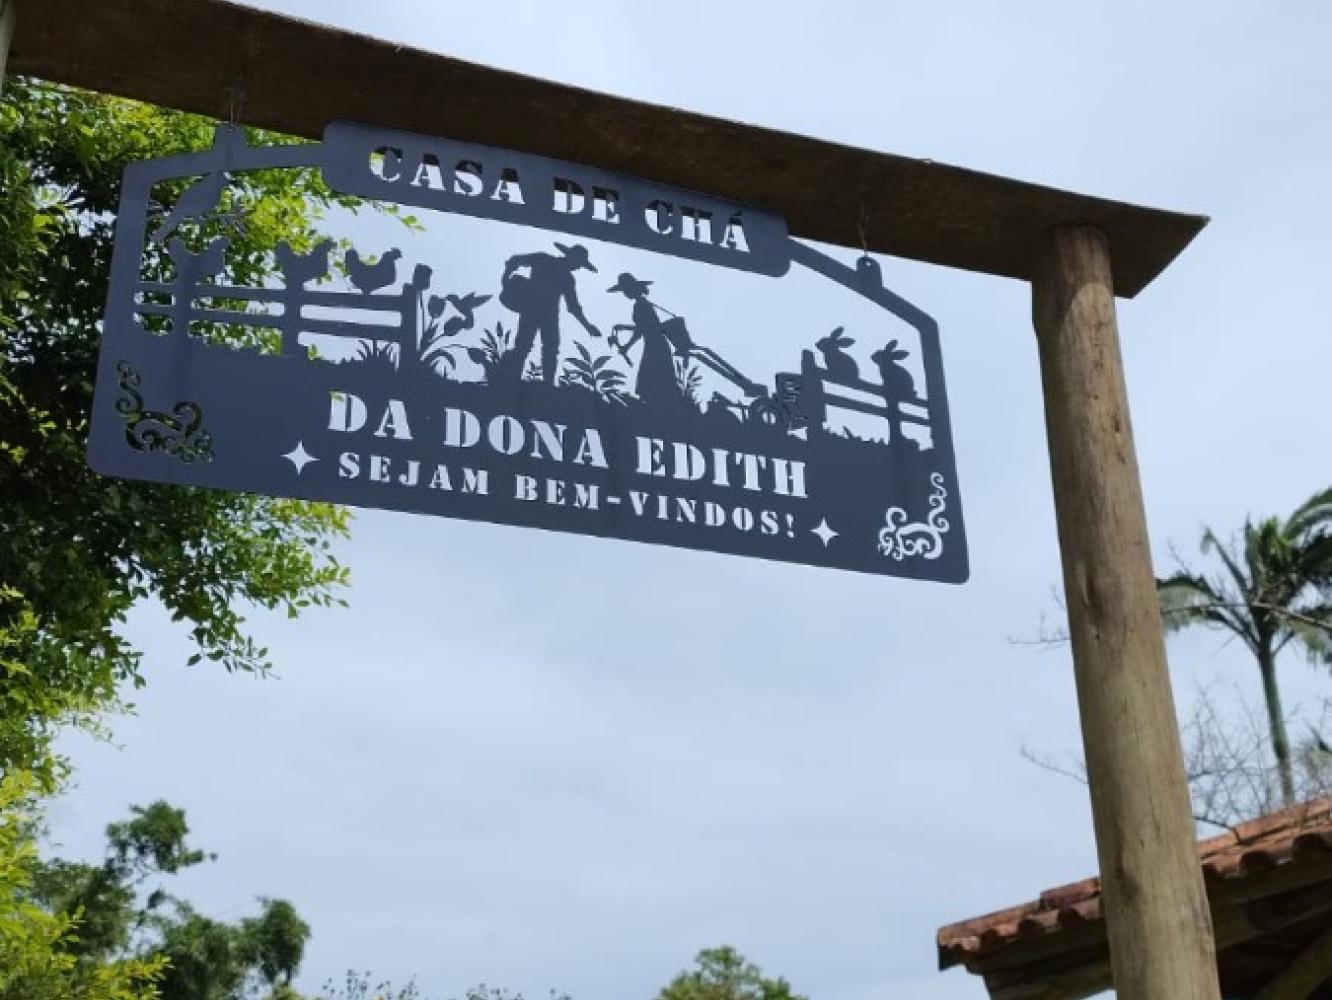 CASA DE CHÁ
DA DONA EDITH
SEJAM BEM-VINDOS!